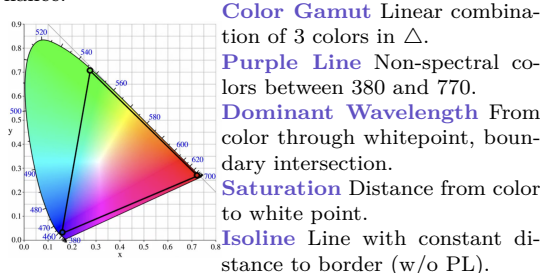 nance.
Color Gamut Linear combina-
tion of 3 colors in △.
Purple Line Non-spectral co-
lors between 380 and 770.
Dominant Wavelength From
color through whitepoint, boun-
dary intersection.
Saturation Distance from color
to white point.
Isoline Line with constant di-
stance to border (w/o PL).
0.9
0.8
0.7
0.6
0.5
y
0.4
0.3
0.2
0.1
0.0
0.0 0.1 0.2 0.3 0.4 0.5 0.6 0.7 0.8
x
520
540
560
580
600
620
700
500
490
480
470
460
380